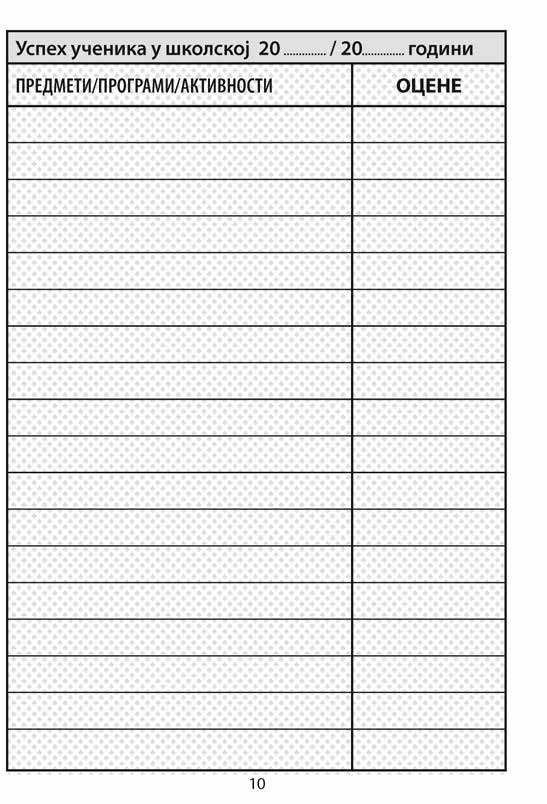 Успех ученика у школској 20 ............. / 20............. години
ПРЕДМЕТИ/ПРОГРАМИ/АКТИВНОСТИ ОЦЕНЕ
10